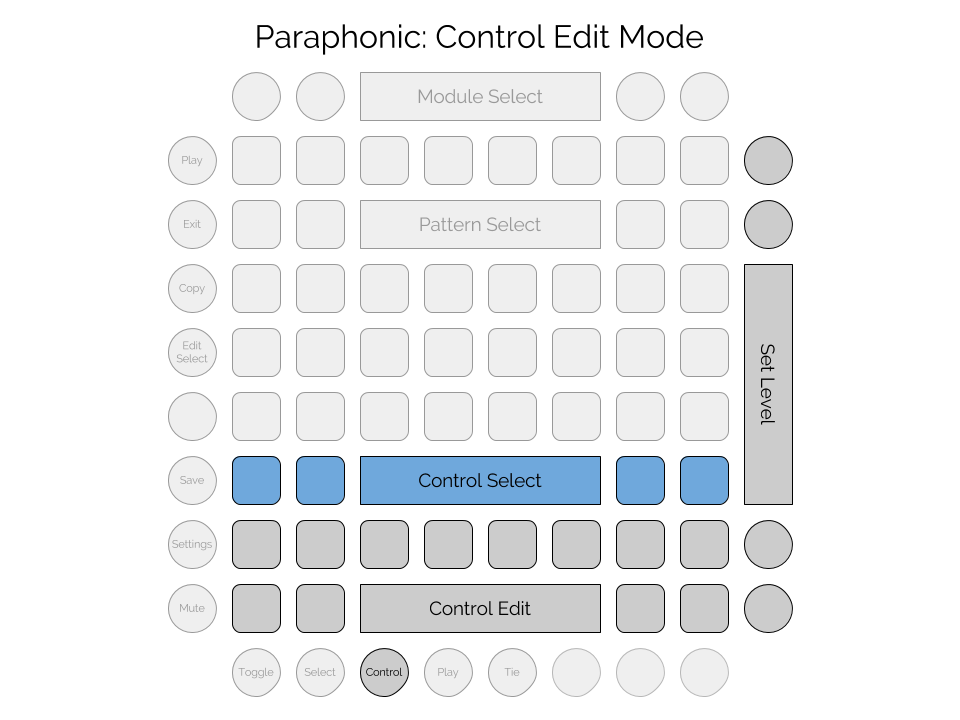 Paraphonic: Control Edit Mode
Module Select
Play
Exit
Pattern Select
Copy
Edit
Select
Set Level
Save
Control Select
Settings
Mute
Control Edit
Toggle
Select
Control
Play
Tie